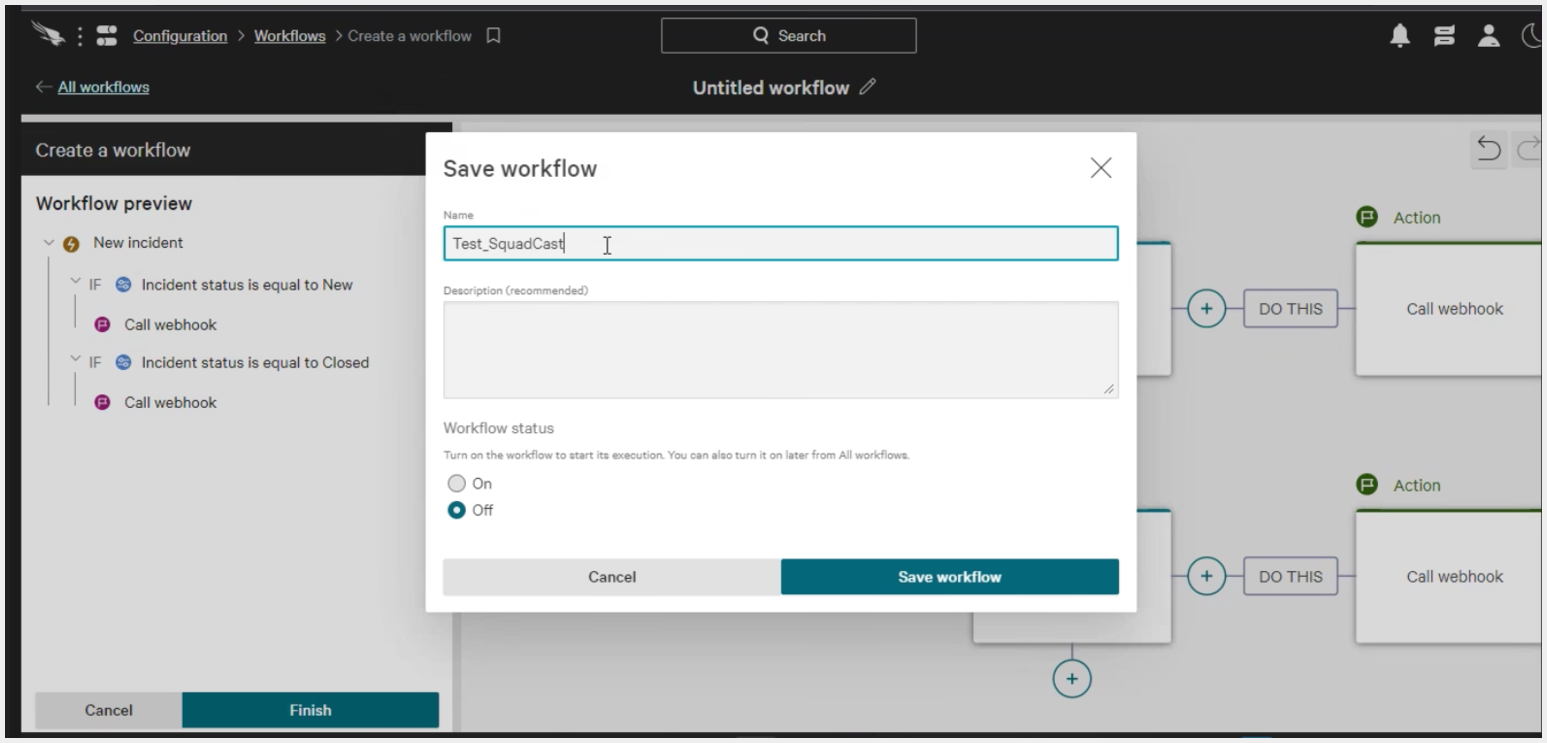 Configuration > Workflows > Create a workflow
Search
All workflows
Untitled workflow
Create a workflow
Workflow preview
New incident
IF Incident status is equal to New
Call webhook
IF Incident status is equal to Closed
Call webhook
Cancel
Finish
Save workflow
Name
Test_SquadCast
Description (recommended)
Workflow status
Turn on the workflow to start its execution. You can also turn it on later from All workflows.
On
Off
Cancel
Save workflow
Action
DO THIS
Call webhook
Action
DO THIS
Call webhook